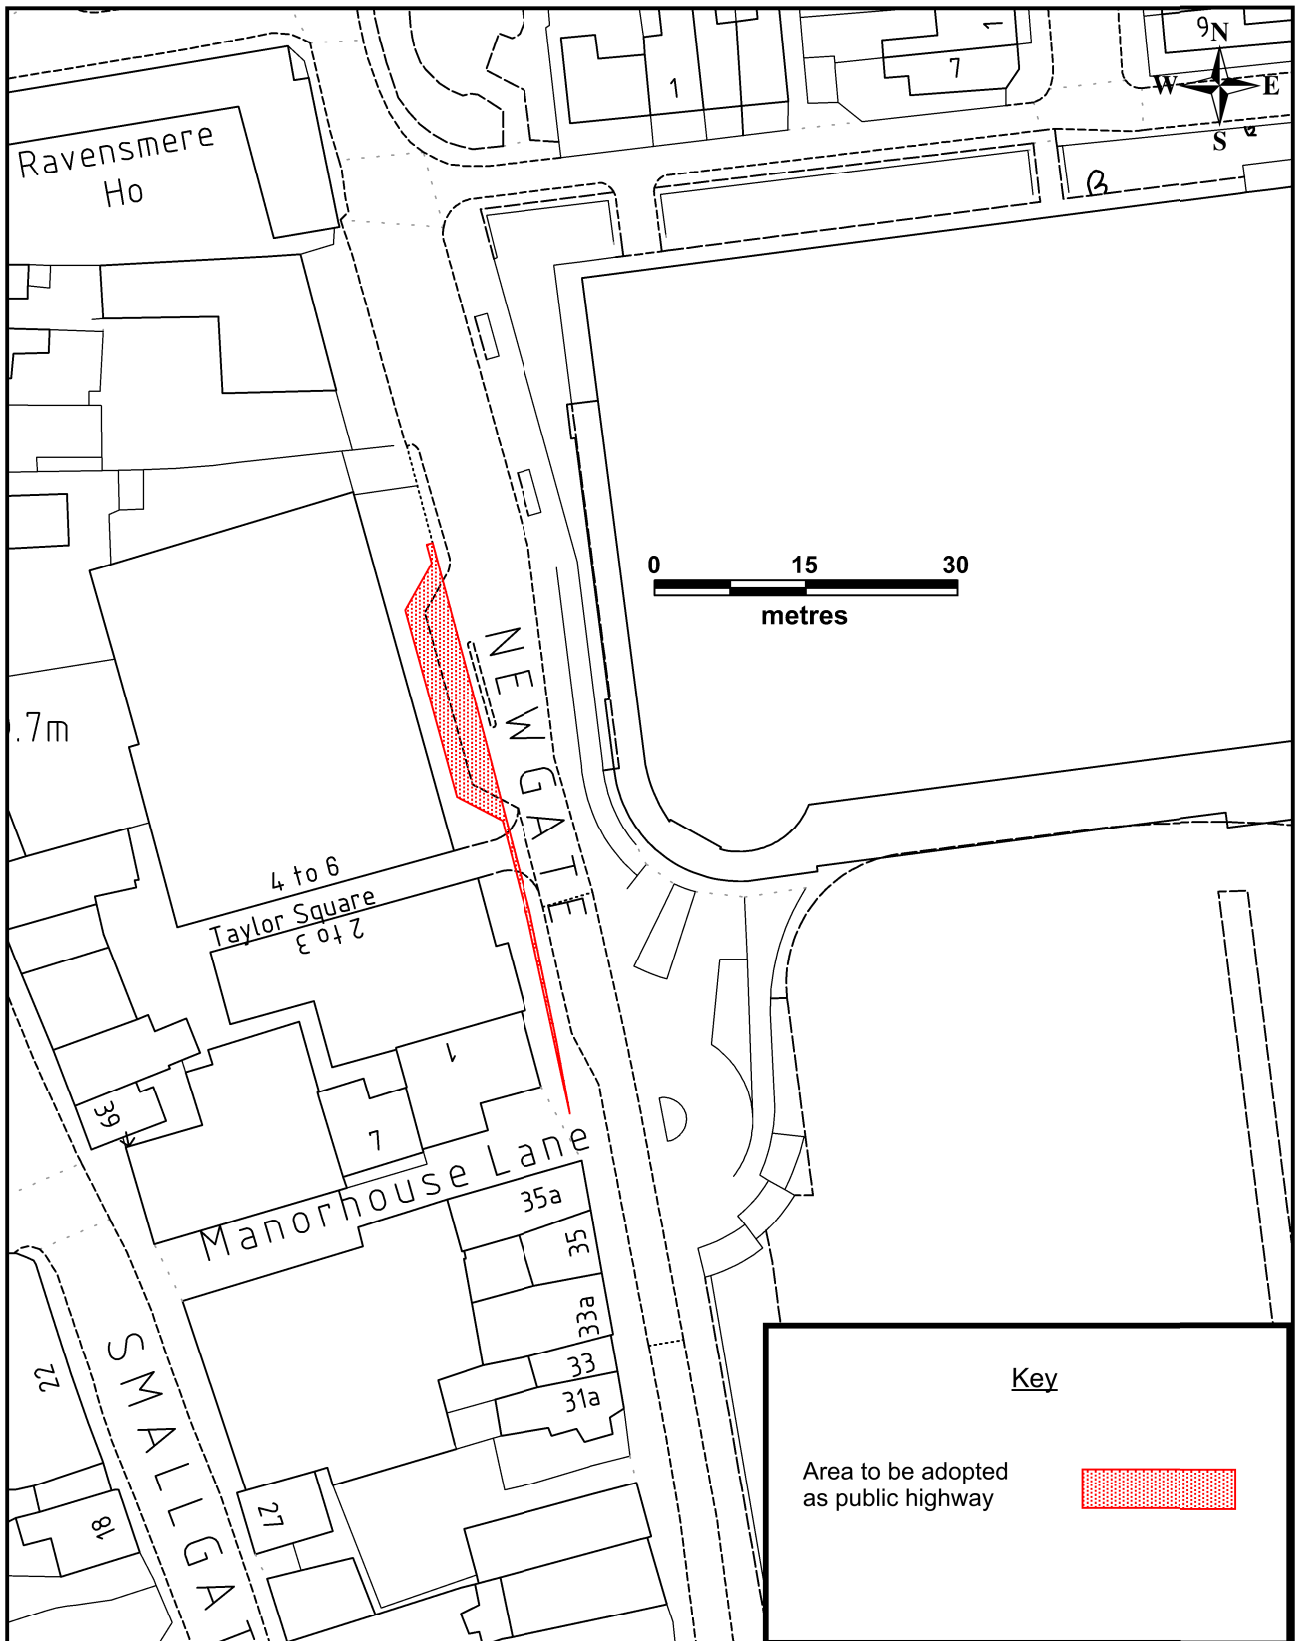 1
7
1
9
N
W E
S
Ravensmere
Ho
B
0 15 30
metres
NEWGATE
.7m
4 to 6
Taylor Square
2 to 3
1
39
7
Manorhouse Lane
35a
35
33a
33
31a
22
SMALLGAT
18
27
Key
Area to be adopted
as public highway